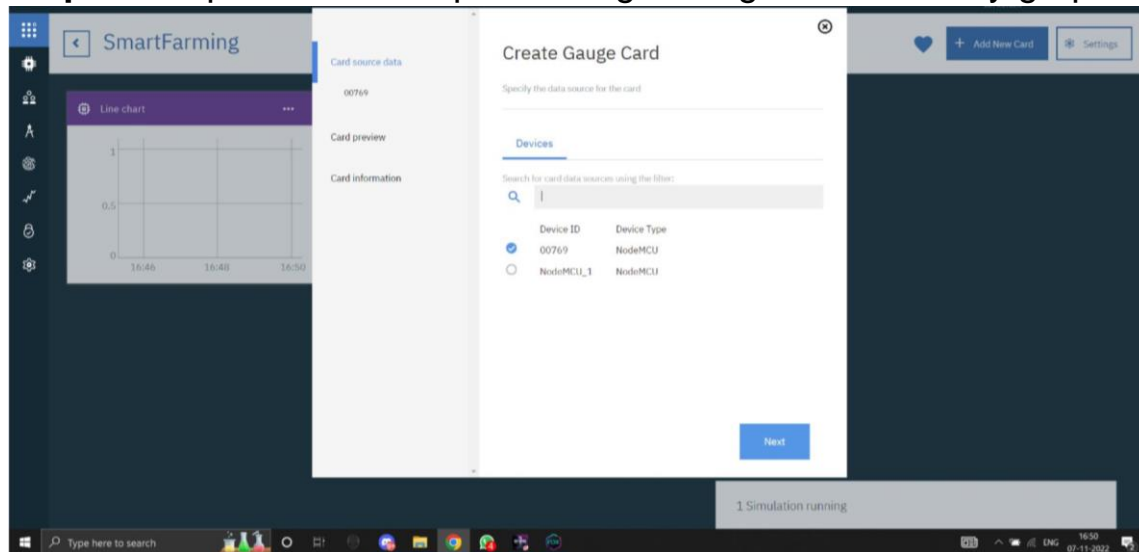 SmartFarming
+ Add New Card
Settings
Line chart
...
1
0.5
0
16:46 16:48 16:50
Card source data
00769
Card preview
Card information
Create Gauge Card
Specify the data source for the card
Devices
Search for card data sources using the filter:
Device ID Device Type
00769 NodeMCU
NodeMCU_1 NodeMCU
Next
1 Simulation running
Type here to search
ENG
16:50
07-11-2022